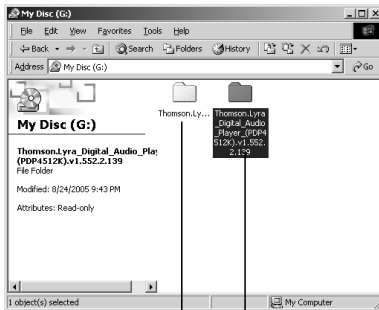 My Disc (G:)
File Edit View Favorites Tools Help
Back Search Folders History
Address My Disc (G:) Go
Thomson.Ly...
Thomson.Lyra
_Digital_Audio
_Player_(PDP4
512K).v1.552.
2.139
My Disc (G:)
Thomson.Lyra_Digital_Audio_Play
(PDP4512K).v1.552.2.139
File Folder
Modified: 8/24/2005 9:43 PM
Attributes: Read-only
1 object(s) selected My Computer